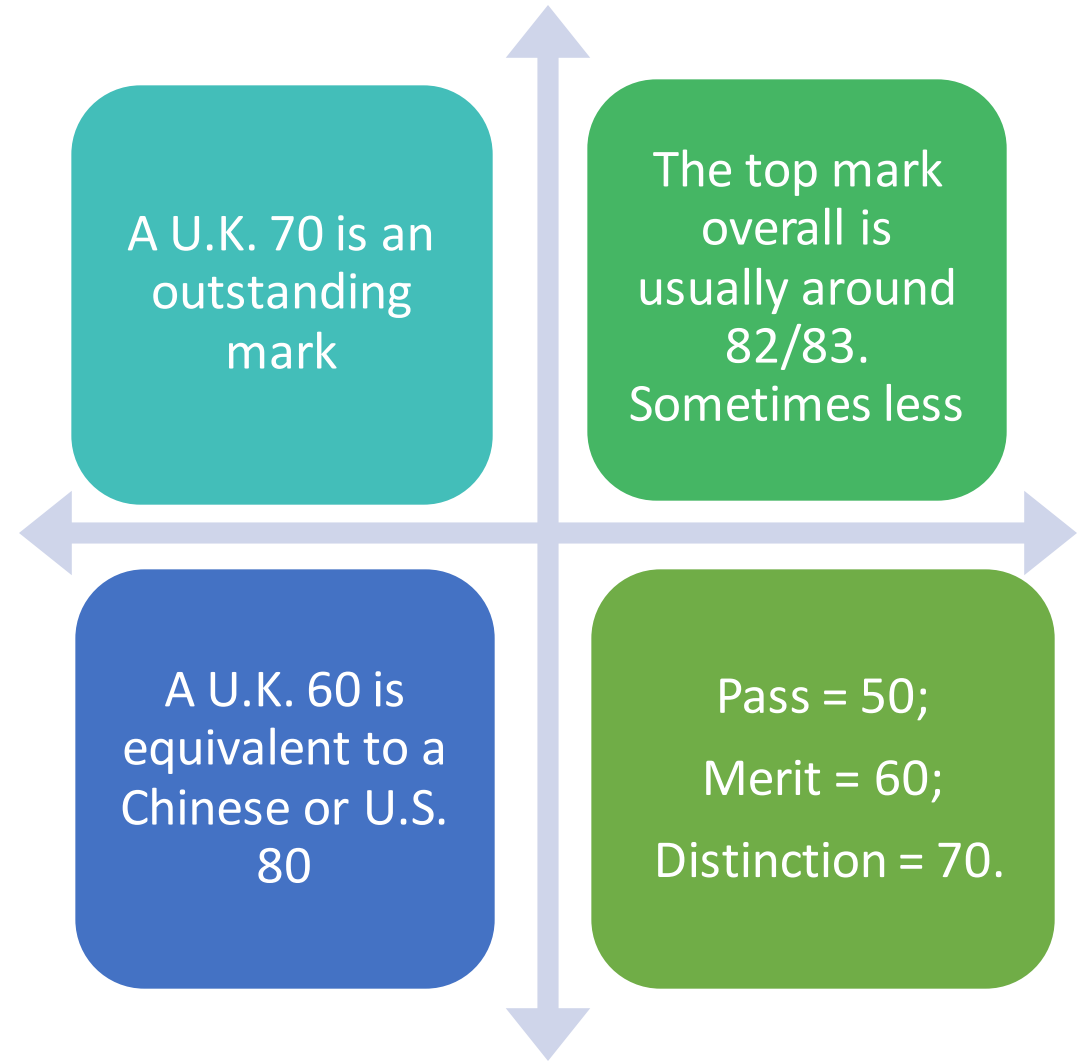 A U.K. 70 is an
outstanding
mark
The top mark
overall is
usually around
82/83.
Sometimes less
A U.K. 60 is
equivalent to a
Chinese or U.S.
80
Pass = 50;
Merit = 60;
Distinction = 70.